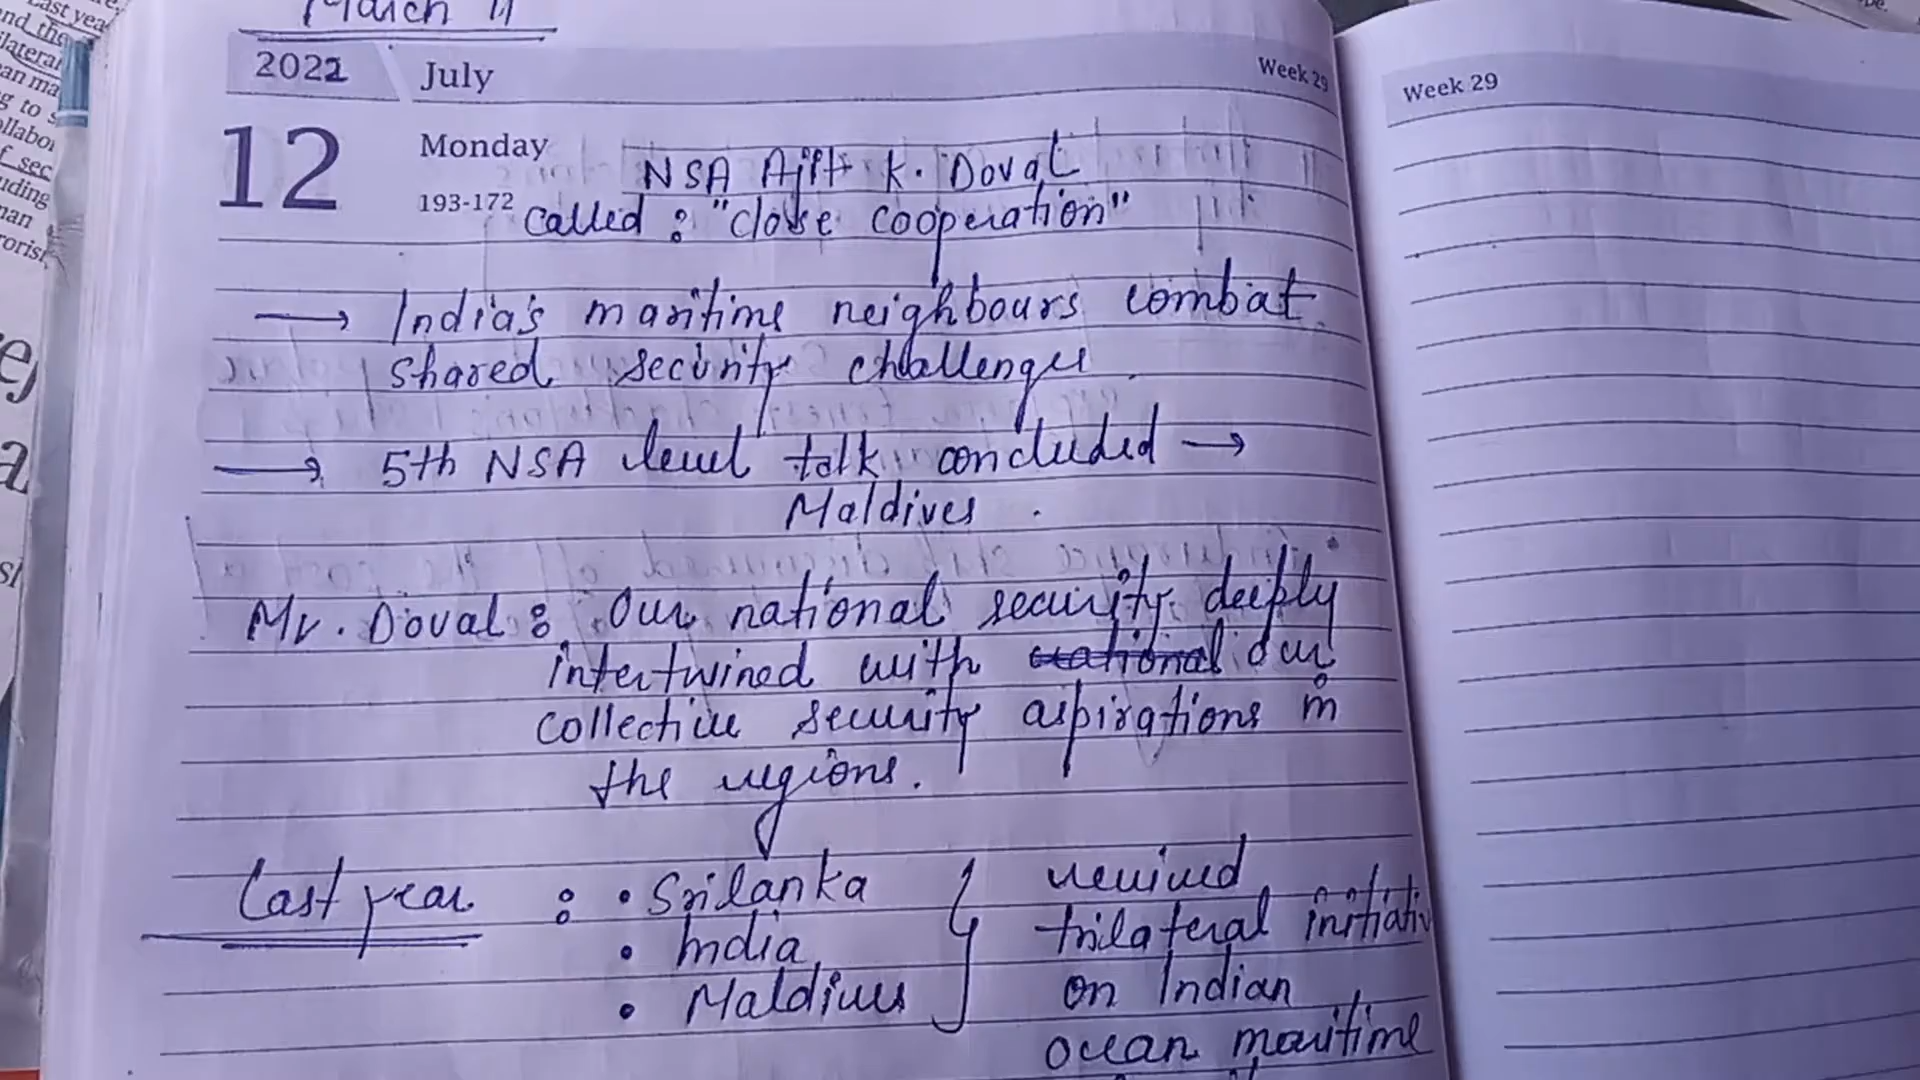 March 11
2022 July Week 29
12 Monday
193-172
NSA Ajit K. Doval
called : "close cooperation"
→ India's maritime neighbours combat
shared security challenges.
→ 5th NSA level talk concluded →
Maldives.
Mr. Doval : Our national security deeply
intertwined with national our
collective security aspirations in
the regions.
Last year : • Srilanka } revived
• India trilateral initiativ
• Maldives on Indian
ocean maritime
Week 29